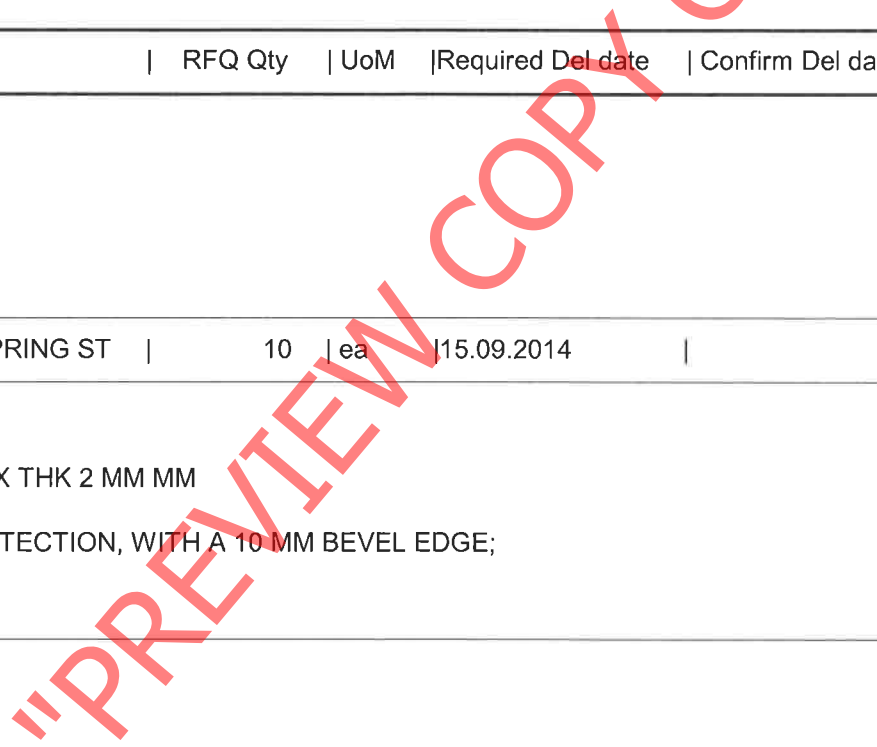 | RFQ Qty | UoM |Required Del date | Confirm Del da
PRING ST | 10 | ea |15.09.2014 |
X THK 2 MM MM
TECTION, WITH A 10 MM BEVEL EDGE;
"PREVIEW COPY